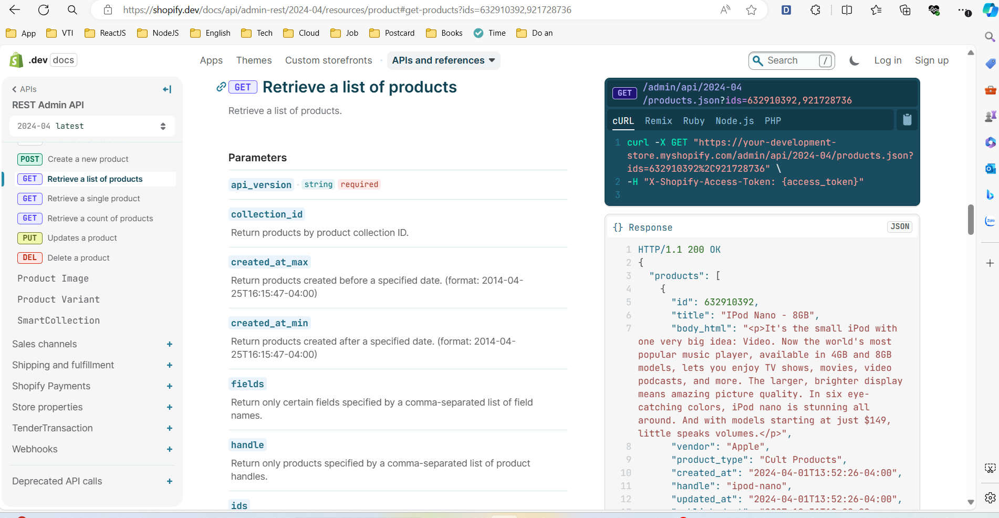 https://shopify.dev/docs/api/admin-rest/2024-04/resources/product#get-products?ids=632910392,921728736
App VTI ReactJS NodeJS English Tech Cloud Job Postcard Books Time Do an
.dev docs
Apps Themes Custom storefronts APIs and references
Search /
Log in Sign up
APIs
REST Admin API
2024-04 latest
POST Create a new product
GET Retrieve a list of products
GET Retrieve a single product
GET Retrieve a count of products
PUT Updates a product
DEL Delete a product
Product Image
Product Variant
SmartCollection
Sales channels +
Shipping and fulfillment +
Shopify Payments +
Store properties +
TenderTransaction +
Webhooks +
Deprecated API calls +
GET Retrieve a list of products
Retrieve a list of products.
Parameters
api_version string required
collection_id
Return products by product collection ID.
created_at_max
Return products created before a specified date. (format: 2014-04-
25T16:15:47-04:00)
created_at_min
Return products created after a specified date. (format: 2014-04-
25T16:15:47-04:00)
fields
Return only certain fields specified by a comma-separated list of field
names.
handle
Return only products specified by a comma-separated list of product
handles.
ids
GET /admin/api/2024-04
/products.json?ids=632910392,921728736
cURL Remix Ruby Node.js PHP
1 curl -X GET "https://your-development-
store.myshopify.com/admin/api/2024-04/products.json?
ids=632910392%2C921728736" \
2 -H "X-Shopify-Access-Token: {access_token}"
3
{} Response JSON
1 HTTP/1.1 200 OK
2 {
3 "products": [
4 {
5 "id": 632910392,
6 "title": "IPod Nano - 8GB",
7 "body_html": "<p>It's the small iPod with
one very big idea: Video. Now the world's most
popular music player, available in 4GB and 8GB
models, lets you enjoy TV shows, movies, video
podcasts, and more. The larger, brighter display
means amazing picture quality. In six eye-
catching colors, iPod nano is stunning all
around. And with models starting at just $149,
little speaks volumes.</p>",
8 "vendor": "Apple",
9 "product_type": "Cult Products",
10 "created_at": "2024-04-01T13:52:26-04:00",
11 "handle": "ipod-nano",
12 "updated_at": "2024-04-01T13:52:26-04:00",